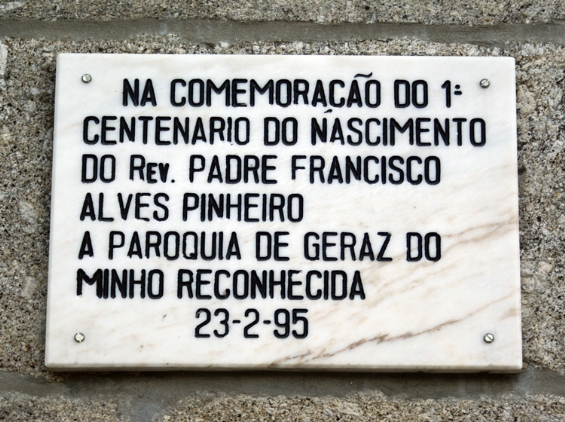 NA COMEMORAÇÃO DO 1º
CENTENARIO DO NASCIMENTO
DO REV. PADRE FRANCISCO
ALVES PINHEIRO
A PAROQUIA DE GERAZ DO
MINHO RECONHECIDA
23-2-95